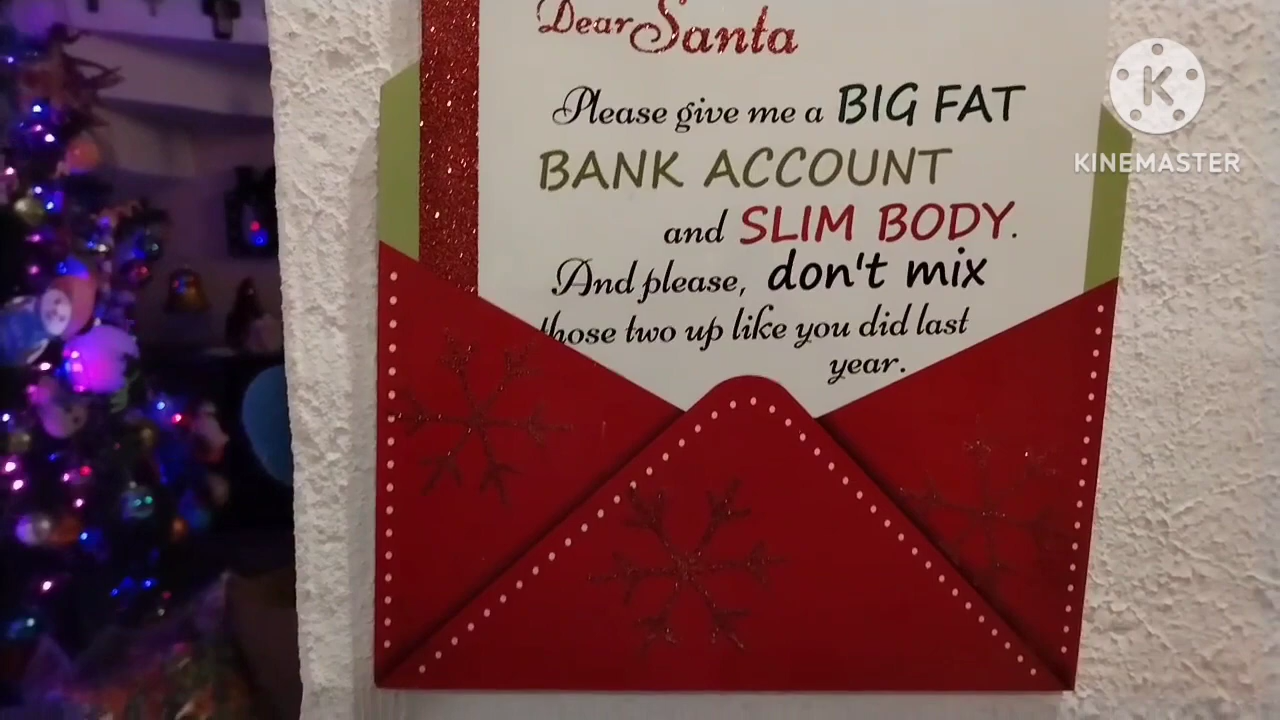 Dear Santa
Please give me a BIG FAT
BANK ACCOUNT
and SLIM BODY.
And please, don't mix
those two up like you did last
year.
K
KINEMASTER